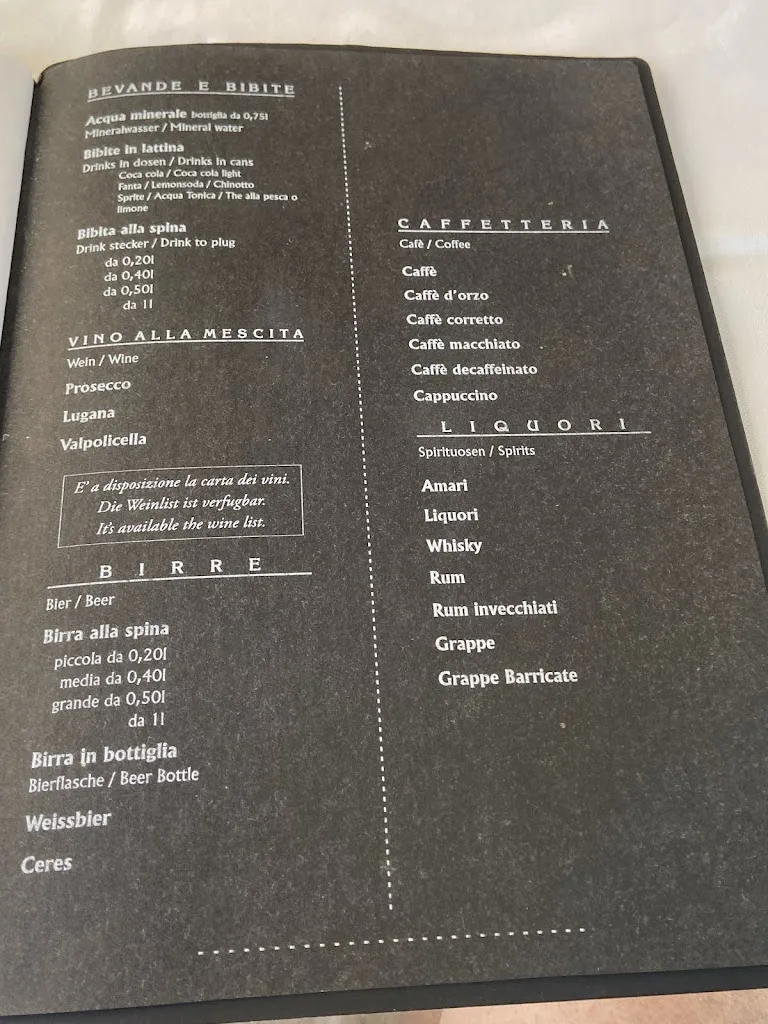 BEVANDE E BIBITE
Acqua minerale bottiglia da 0,75l
Mineralwasser / Mineral water
Bibite in lattina
Drinks in dosen / Drinks in cans
Coca cola / Coca cola light
Fanta / Lemonsoda / Chinotto
Sprite / Acqua Tonica / The alla pesca o
limone
Bibita alla spina
Drink stecker / Drink to plug
da 0,20l
da 0,40l
da 0,50l
da 1l
VINO ALLA MESCITA
Wein / Wine
Prosecco
Lugana
Valpolicella
E' a disposizione la carta dei vini.
Die Weinlist ist verfugbar.
It's available the wine list.
BIRRE
Bier / Beer
Birra alla spina
piccola da 0,20l
media da 0,40l
grande da 0,50l
da 1l
Birra in bottiglia
Bierflasche / Beer Bottle
Weissbier
Ceres
CAFFETTERIA
Cafè / Coffee
Caffè
Caffè d'orzo
Caffè corretto
Caffè macchiato
Caffè decaffeinato
Cappuccino
LIQUORI
Spirituosen / Spirits
Amari
Liquori
Whisky
Rum
Rum invecchiati
Grappe
Grappe Barricate